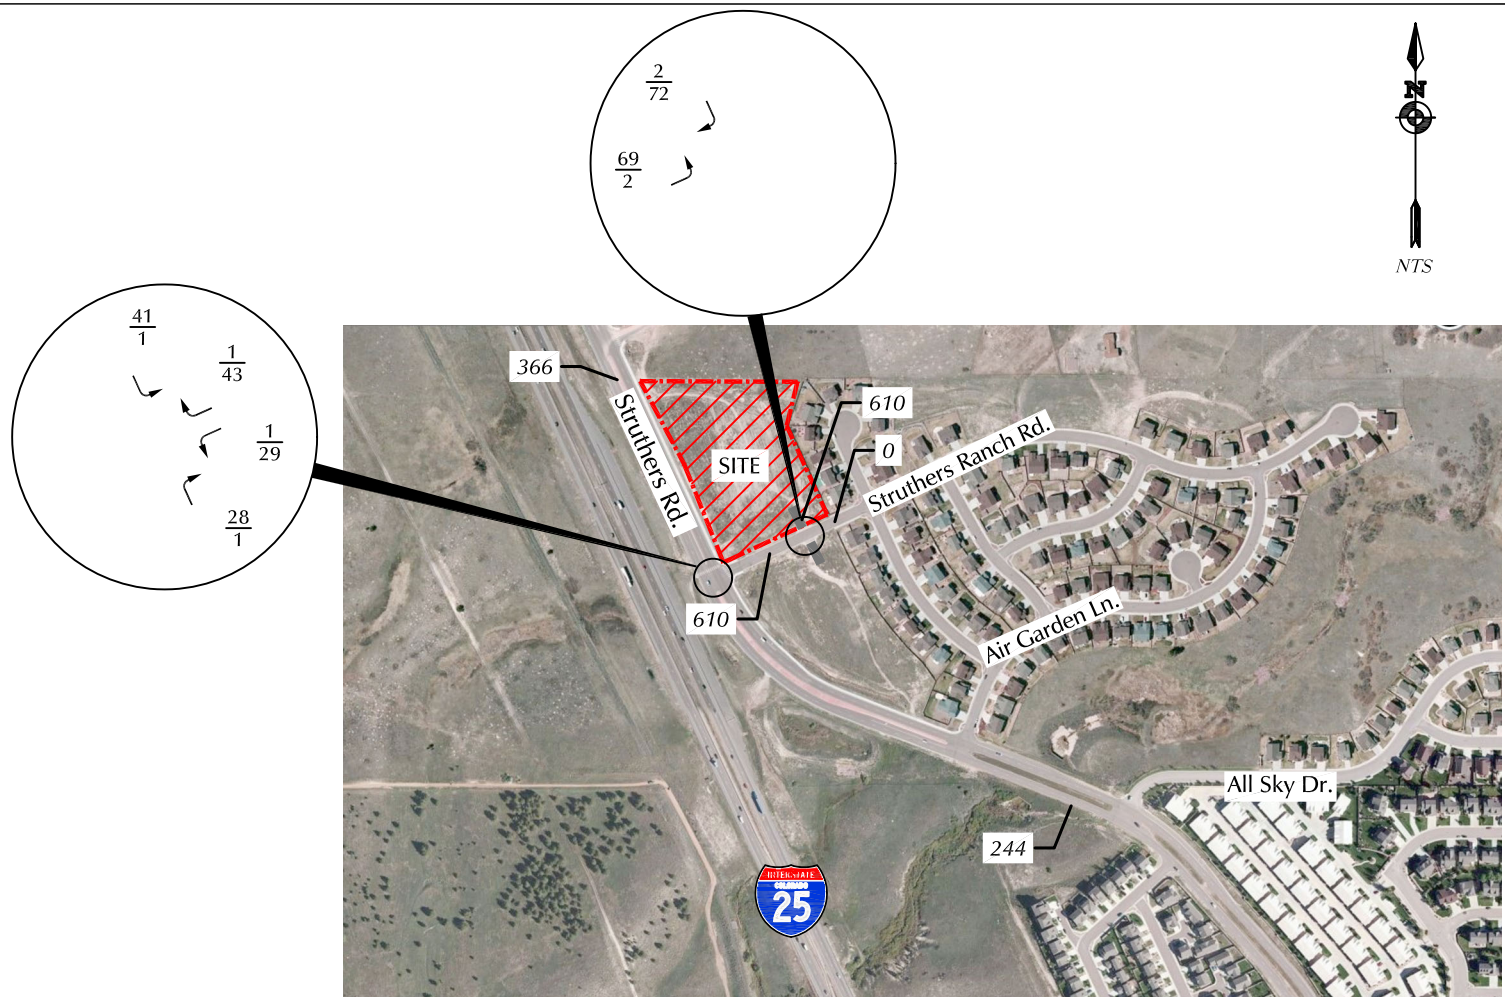 2
72
69
2
N
NTS
41
1
1
43
1
29
28
1
366
Struthers Rd.
SITE
610
0
Struthers Ranch Rd.
610
Air Garden Ln.
All Sky Dr.
244
INTERSTATE
COLORADO
25